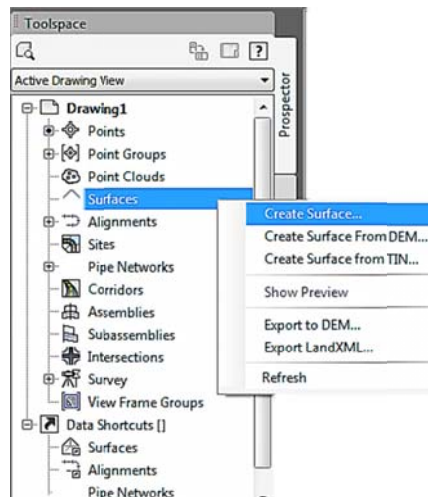 Toolspace
Active Drawing View
Prospector
Drawing1
Points
Point Groups
Point Clouds
Surfaces
Alignments
Sites
Pipe Networks
Corridors
Assemblies
Subassemblies
Intersections
Survey
View Frame Groups
Data Shortcuts []
Surfaces
Alignments
Pipe Networks
Create Surface...
Create Surface From DEM...
Create Surface from TIN...
Show Preview
Export to DEM...
Export LandXML...
Refresh